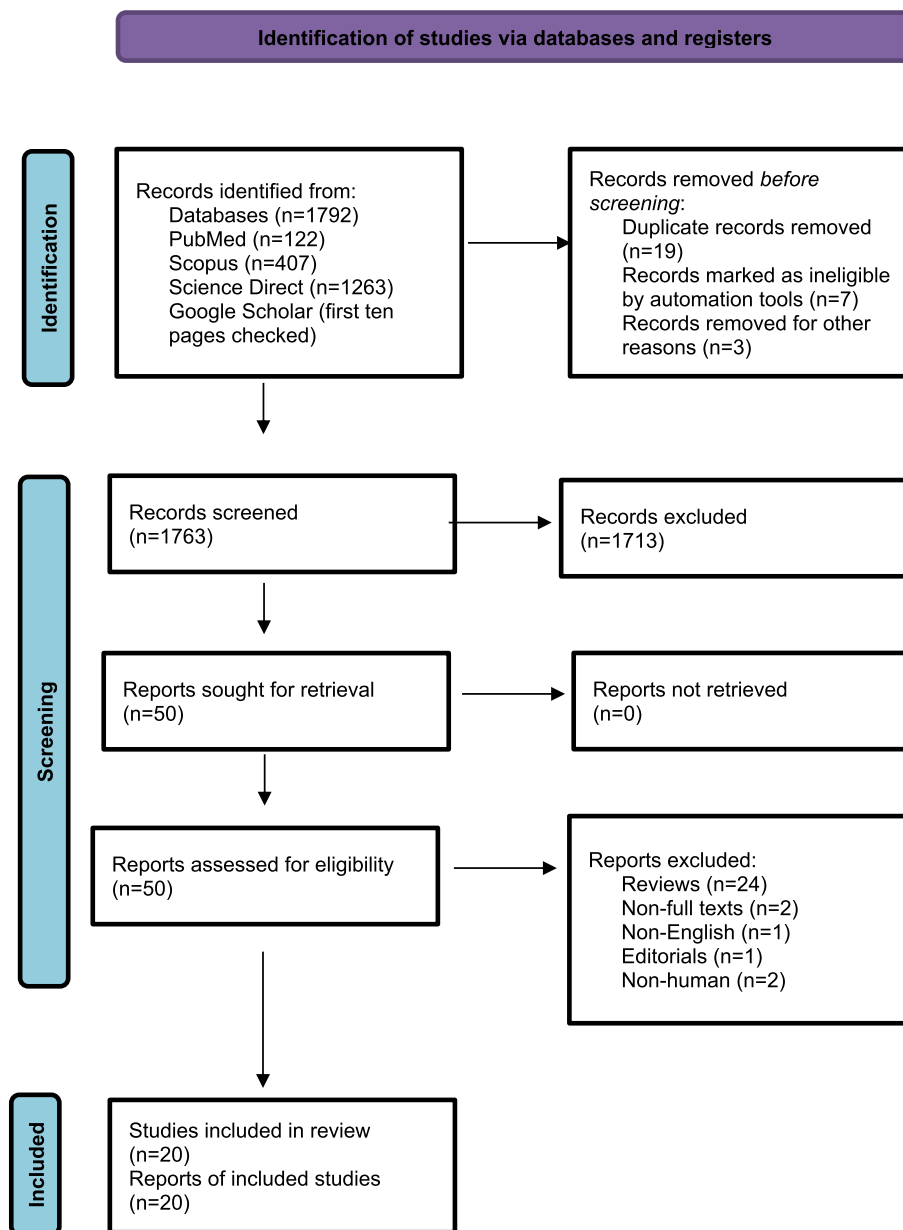 Identification of studies via databases and registers
Identification
Records identified from:
Databases (n=1792)
PubMed (n=122)
Scopus (n=407)
Science Direct (n=1263)
Google Scholar (first ten
pages checked)
Records removed before
screening:
Duplicate records removed
(n=19)
Records marked as ineligible
by automation tools (n=7)
Records removed for other
reasons (n=3)
Screening
Records screened
(n=1763)
Records excluded
(n=1713)
Reports sought for retrieval
(n=50)
Reports not retrieved
(n=0)
Reports assessed for eligibility
(n=50)
Reports excluded:
Reviews (n=24)
Non-full texts (n=2)
Non-English (n=1)
Editorials (n=1)
Non-human (n=2)
Included
Studies included in review
(n=20)
Reports of included studies
(n=20)